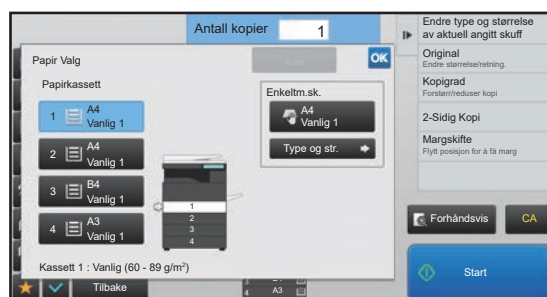 Antall kopier 1
Papir Valg
Auto
OK
Papirkassett
1 A4
Vanlig 1
2 A4
Vanlig 1
3 B4
Vanlig 1
4 A3
Vanlig 1
1
2
3
4
Enkeltm.sk.
A4
Vanlig 1
Type og str.
Kassett 1 : Vanlig (60 - 89 g/m²)
Tilbake
4 A3
Endre type og størrelse
av aktuell angitt skuff
Original
Endre størrelse/retning.
Kopigrad
Forstørr/reduser kopi
2-Sidig Kopi
Margskifte
Flytt posisjon for å få marg
Forhåndsvis
CA
Start